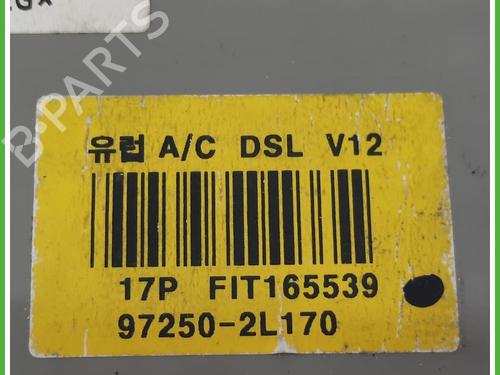 B-PARTS
유럽 A/C DSL V12
17P FIT165539
97250-2L170